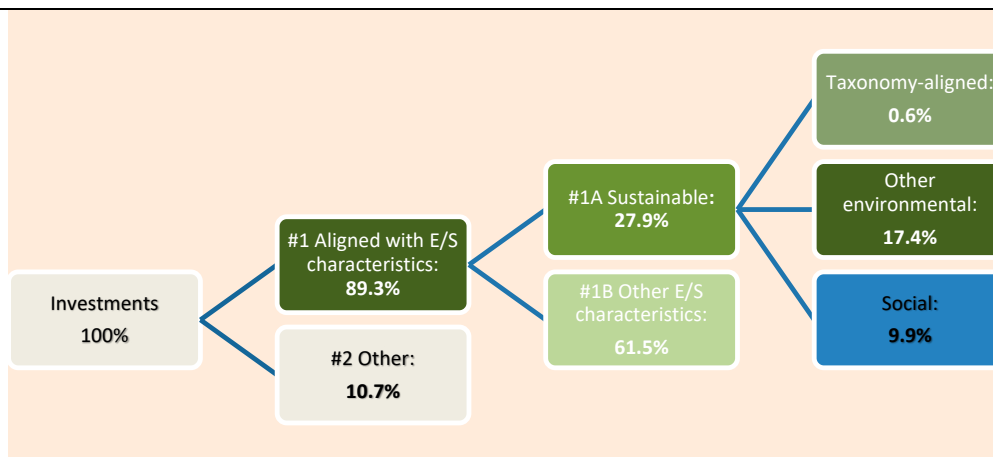 Investments
100%
#1 Aligned with E/S
characteristics:
89.3%
#2 Other:
10.7%
#1A Sustainable:
27.9%
#1B Other E/S
characteristics:
61.5%
Taxonomy-aligned:
0.6%
Other
environmental:
17.4%
Social:
9.9%